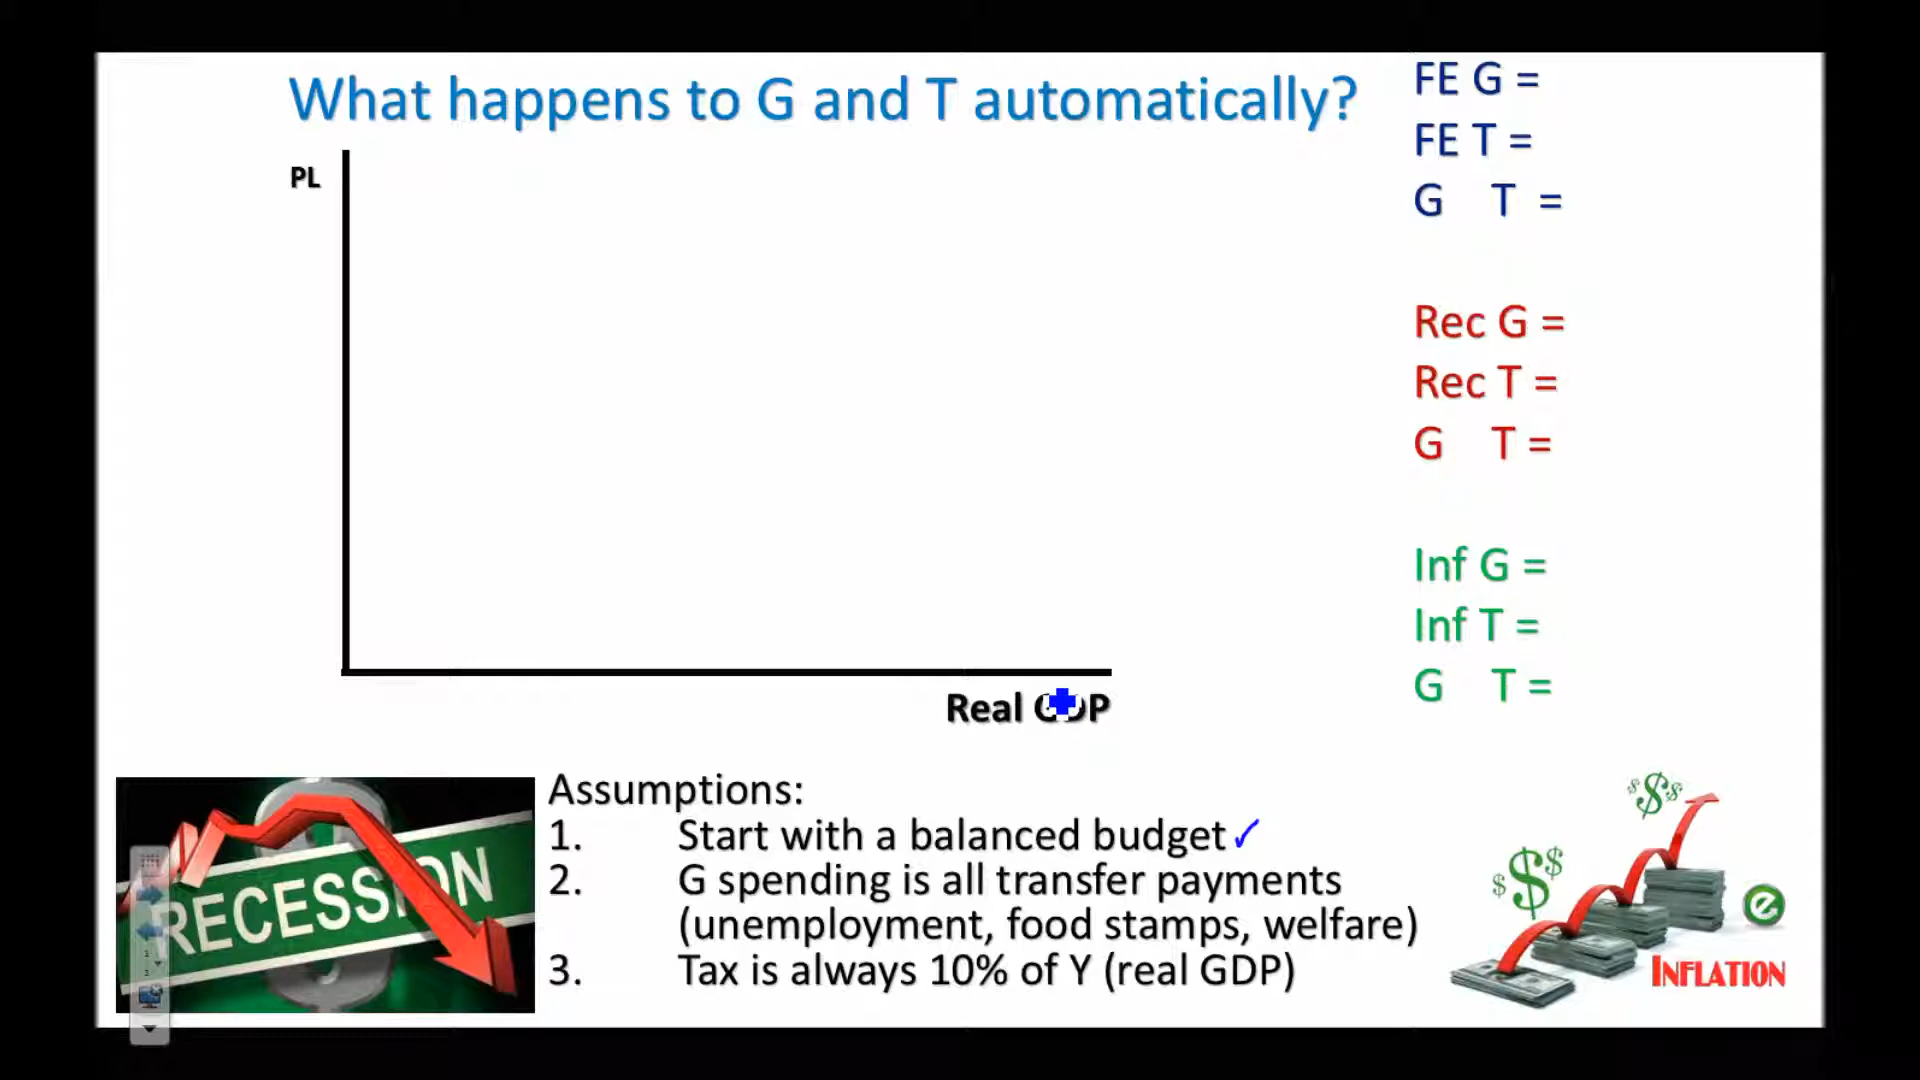 What happens to G and T automatically?
PL
Real GDP
FE G =
FE T =
G T =
Rec G =
Rec T =
G T =
Inf G =
Inf T =
G T =
Assumptions:
1. Start with a balanced budget✓
2. G spending is all transfer payments
(unemployment, food stamps, welfare)
3. Tax is always 10% of Y (real GDP)
RECESSION
$ $ $
$ $ $
INFLATION
e